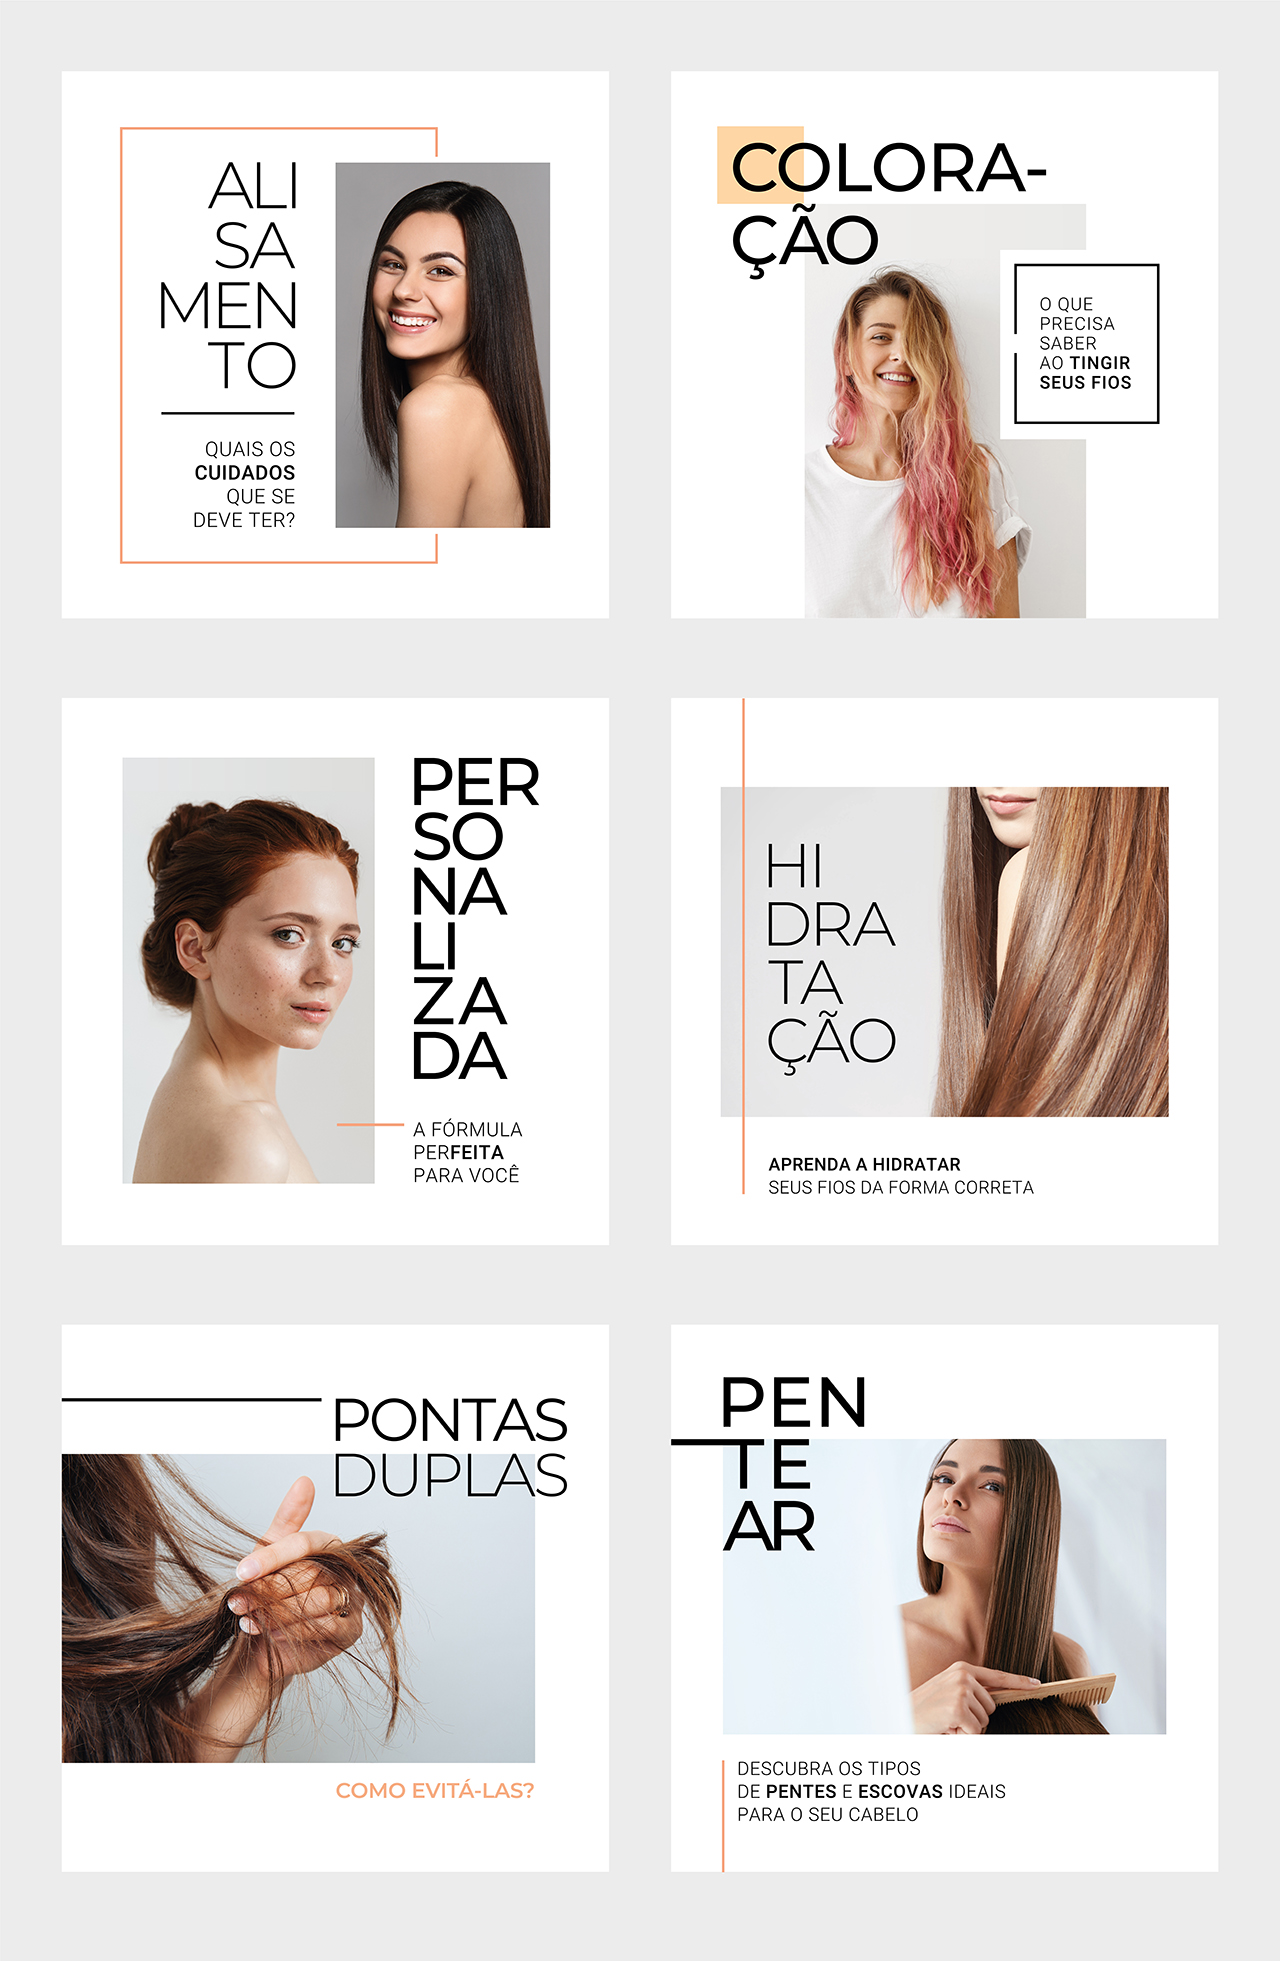 ALI
SA
MEN
TO
QUAIS OS
CUIDADOS
QUE SE
DEVE TER?
COLORA-
ÇÃO
O QUE
PRECISA
SABER
AO TINGIR
SEUS FIOS
PER
SO
NA
LI
ZA
DA
A FÓRMULA
PERFEITA
PARA VOCÊ
HI
DRA
TA
ÇÃO
APRENDA A HIDRATAR
SEUS FIOS DA FORMA CORRETA
PONTAS
DUPLAS
COMO EVITÁ-LAS?
PEN
TE
AR
DESCUBRA OS TIPOS
DE PENTES E ESCOVAS IDEAIS
PARA O SEU CABELO